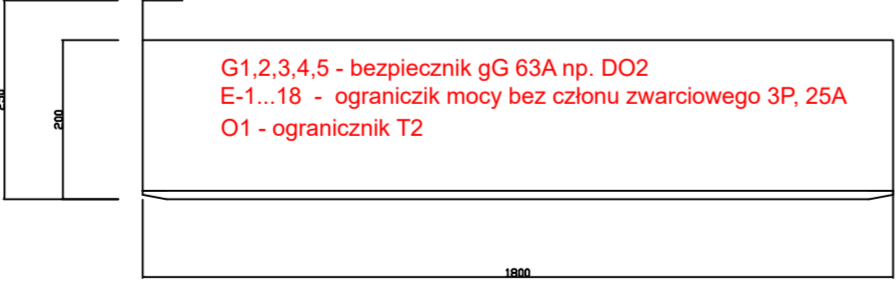 G1,2,3,4,5 - bezpiecznik gG 63A np. DO2
E-1...18 - ograniczik mocy bez członu zwarciowego 3P, 25A
O1 - ogranicznik T2
200
1800